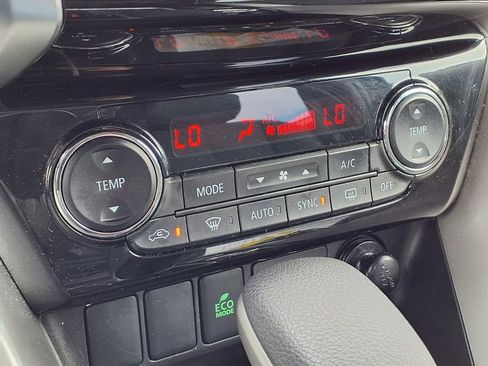 LO A/C LO
TEMP
TEMP
MODE A/C
AUTO SYNC OFF
ECO
MODE